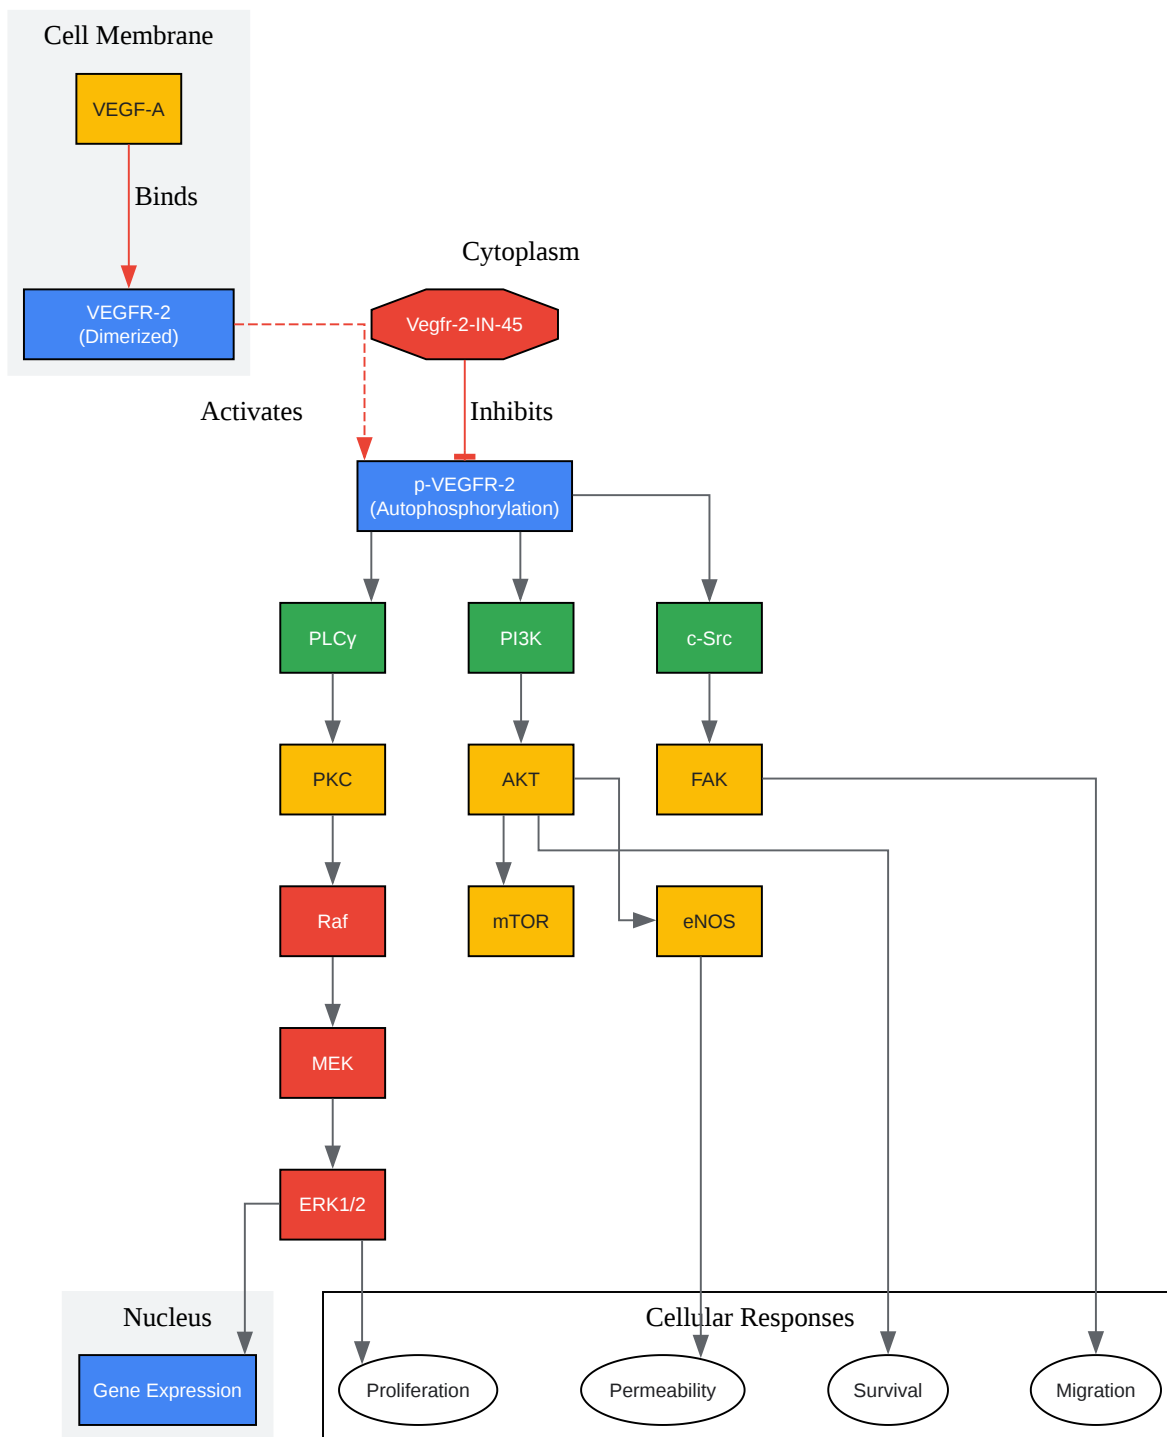 Cell Membrane
VEGF-A
Binds
Cytoplasm
VEGFR-2
(Dimerized)
Vegfr-2-IN-45
Activates
Inhibits
p-VEGFR-2
(Autophosphorylation)
PLCγ
PI3K
c-Src
PKC
AKT
FAK
Raf
mTOR
eNOS
MEK
ERK1/2
Nucleus
Cellular Responses
Gene Expression
Proliferation
Permeability
Survival
Migration